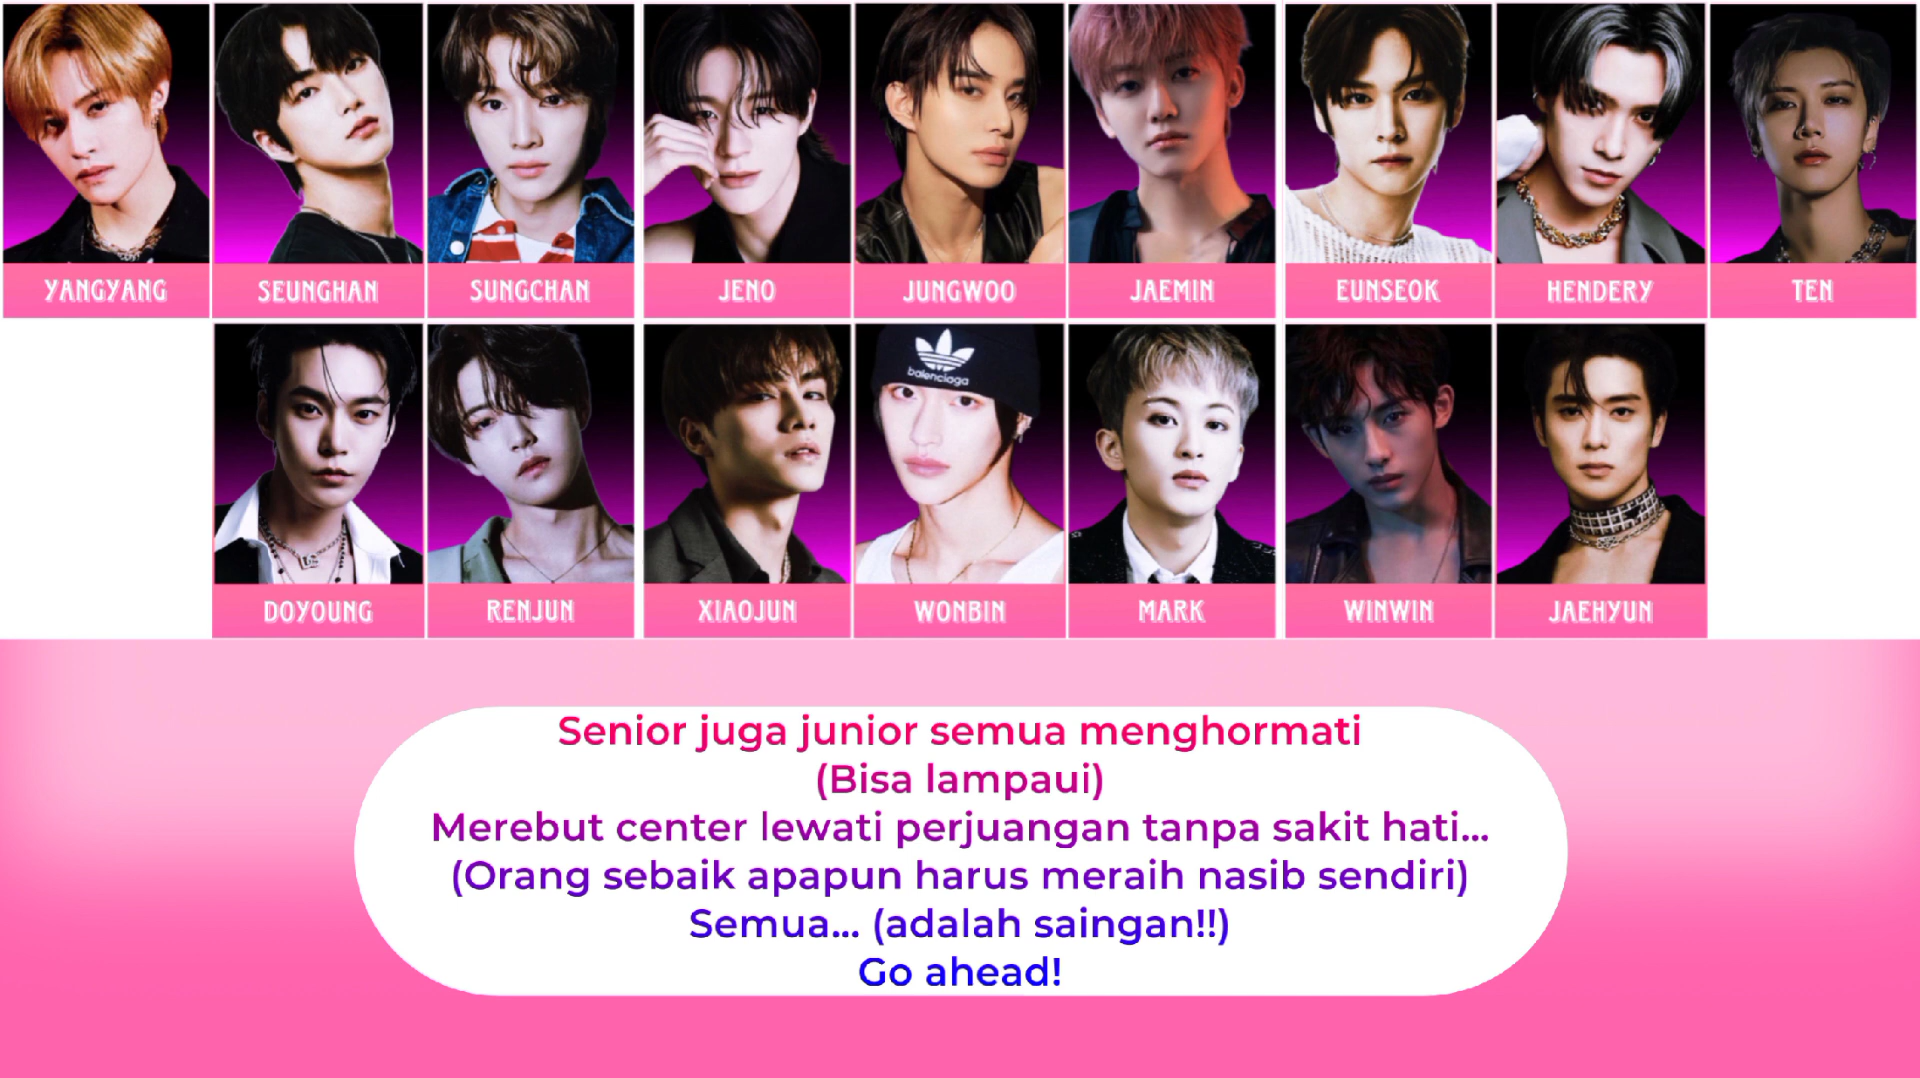 YANGYANG
SEUNGHAN
SUNGCHAN
JENO
JUNGWOO
JAEMIN
EUNSEOK
HENDERY
TEN
balenciaga
DOYOUNG
RENJUN
XIAOJUN
WONBIN
MARK
WINWIN
JAEHYUN
Senior juga junior semua menghormati
(Bisa lampaui)
Merebut center lewati perjuangan tanpa sakit hati...
(Orang sebaik apapun harus meraih nasib sendiri)
Semua... (adalah saingan!!)
Go ahead!